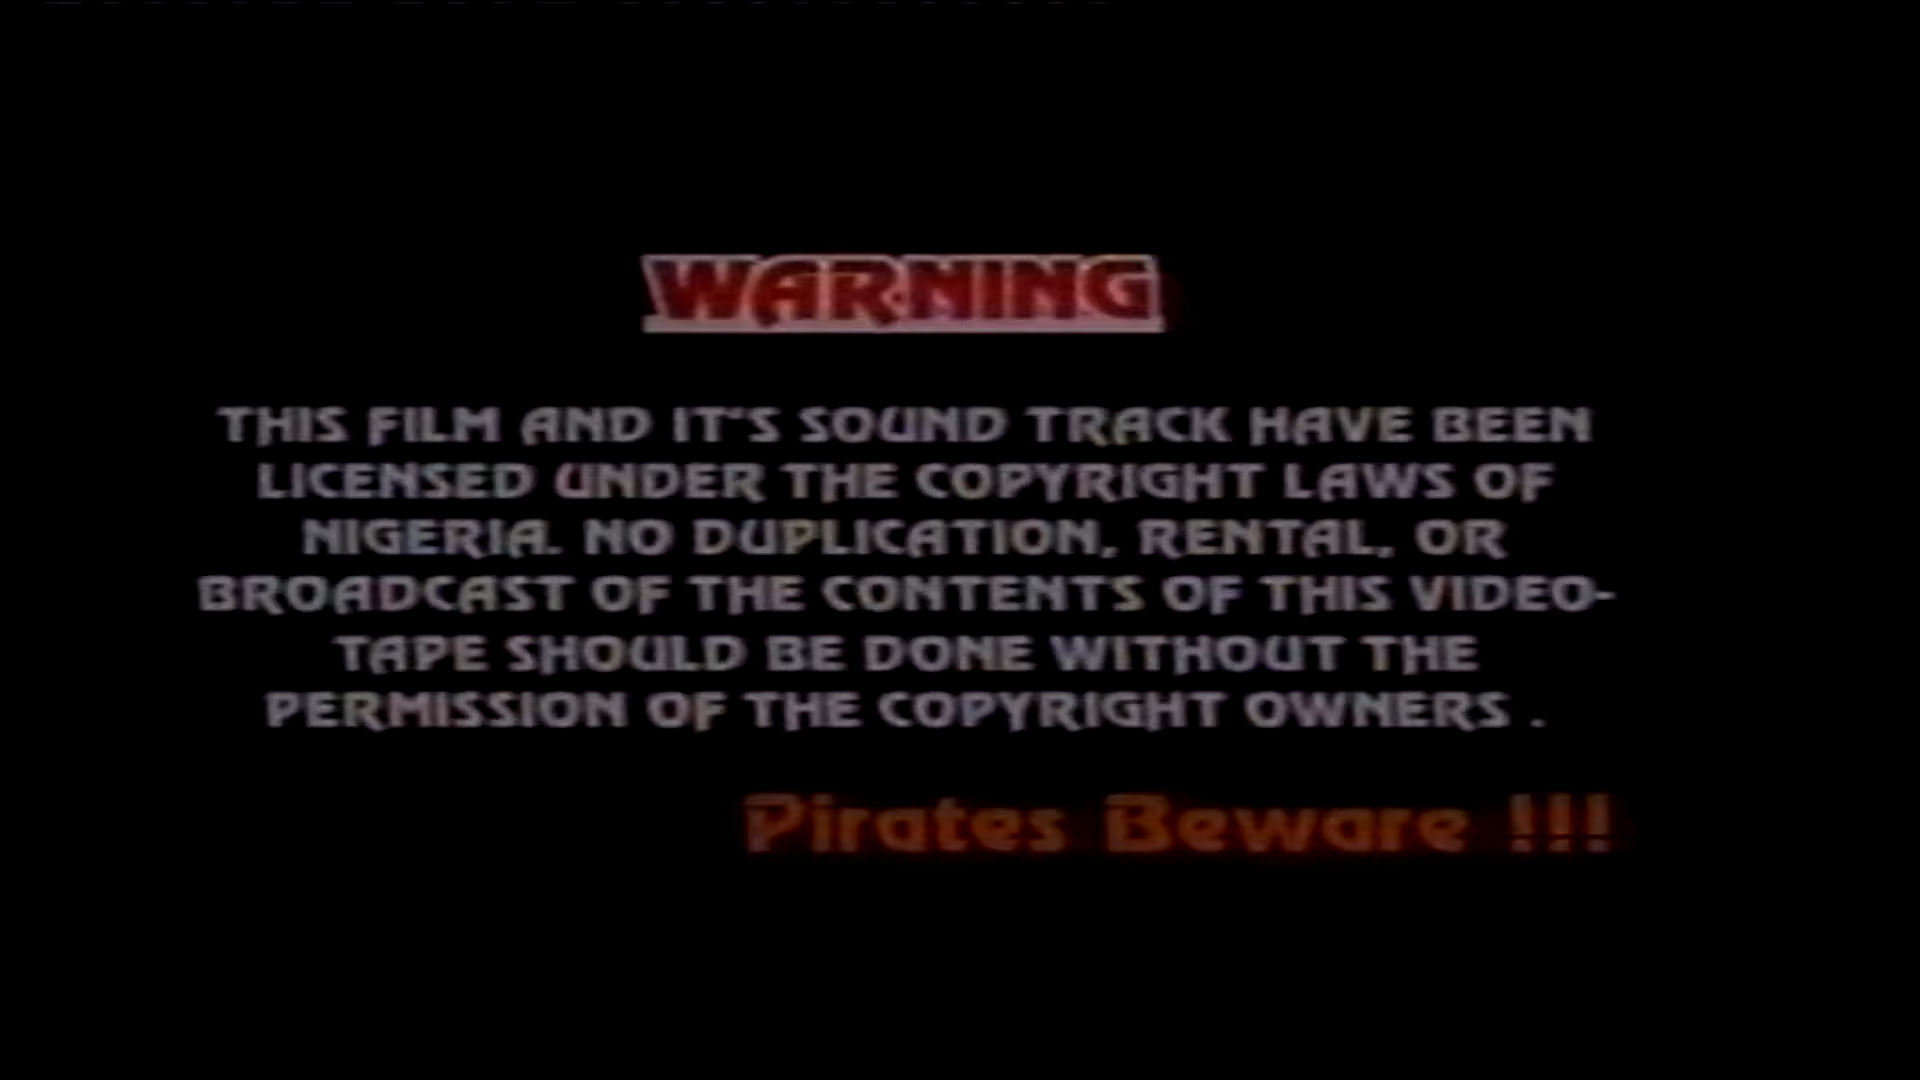 WARNING
THIS FILM AND IT'S SOUND TRACK HAVE BEEN
LICENSED UNDER THE COPYRIGHT LAWS OF
NIGERIA. NO DUPLICATION, RENTAL, OR
BROADCAST OF THE CONTENTS OF THIS VIDEO-
TAPE SHOULD BE DONE WITHOUT THE
PERMISSION OF THE COPYRIGHT OWNERS .
Pirates Beware !!!